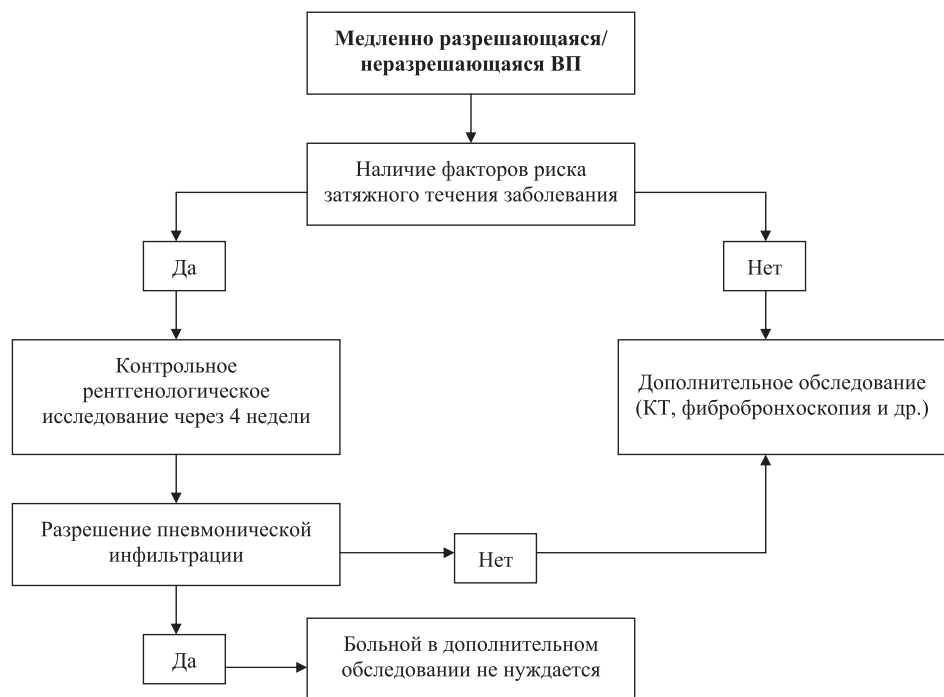 Медленно разрешающаяся/
неразрешающаяся ВП
Наличие факторов риска
затяжного течения заболевания
Да
Нет
Контрольное
рентгенологическое
исследование через 4 недели
Дополнительное обследование
(КТ, фибробронхоскопия и др.)
Разрешение пневмонической
инфильтрации
Нет
Да
Больной в дополнительном
обследовании не нуждается